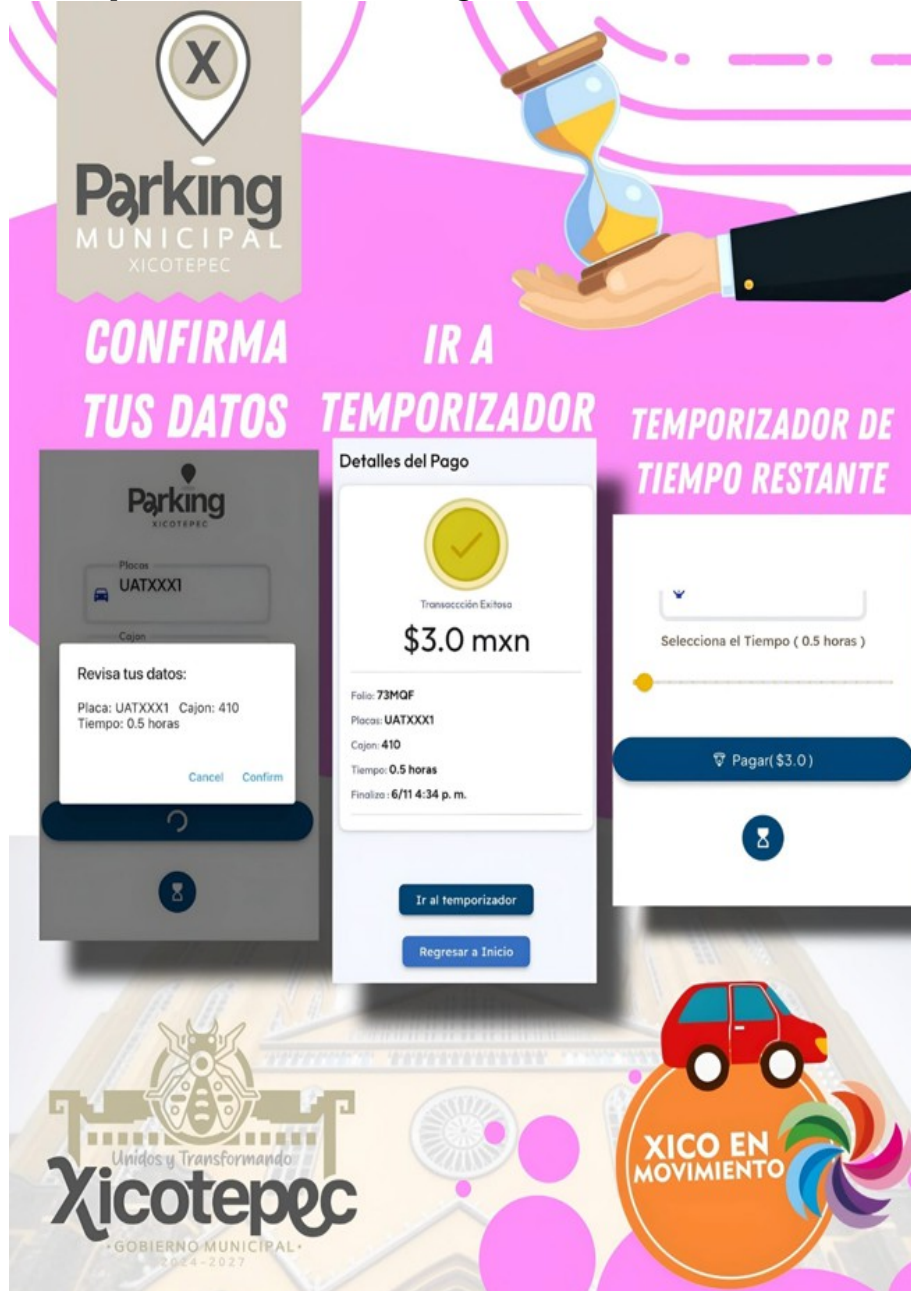 X
Parking
MUNICIPAL
XICOTEPEC
CONFIRMA
TUS DATOS
IR A
TEMPORIZADOR
TEMPORIZADOR DE
TIEMPO RESTANTE
Parking
XICOTEPEC
Placas
UATXXX1
Cajon
Revisa tus datos:
Placa: UATXXX1 Cajon: 410
Tiempo: 0.5 horas
Cancel Confirm
Detalles del Pago
Transaccción Exitosa
$3.0 mxn
Folio: 73MQF
Placas: UATXXX1
Cajon: 410
Tiempo: 0.5 horas
Finaliza : 6/11 4:34 p. m.
Ir al temporizador
Regresar a Inicio
Selecciona el Tiempo ( 0.5 horas )
Pagar( $3.0 )
Unidos y Transformando
Xicotepec
•GOBIERNO MUNICIPAL•
2024-2027
XICO EN
MOVIMIENTO